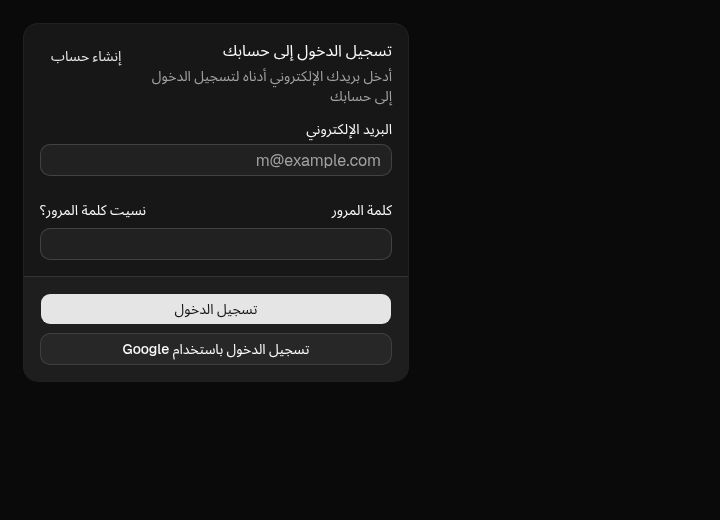 تسجيل الدخول إلى حسابك
إنشاء حساب
أدخل بريدك الإلكتروني أدناه لتسجيل الدخول
إلى حسابك
البريد الإلكتروني
m@example.com
كلمة المرور
نسيت كلمة المرور؟
تسجيل الدخول
تسجيل الدخول باستخدام Google